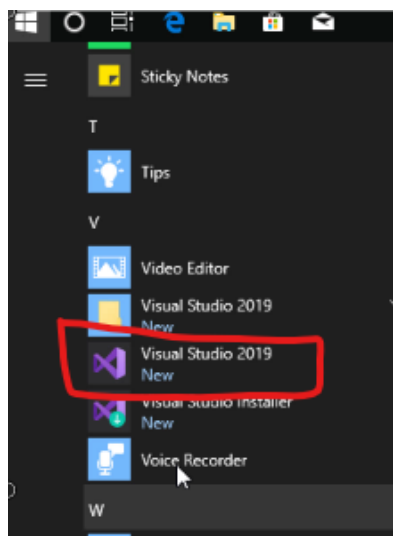 Sticky Notes
T
Tips
V
Video Editor
Visual Studio 2019
New
Visual Studio 2019
New
Visual Studio Installer
New
Voice Recorder
W